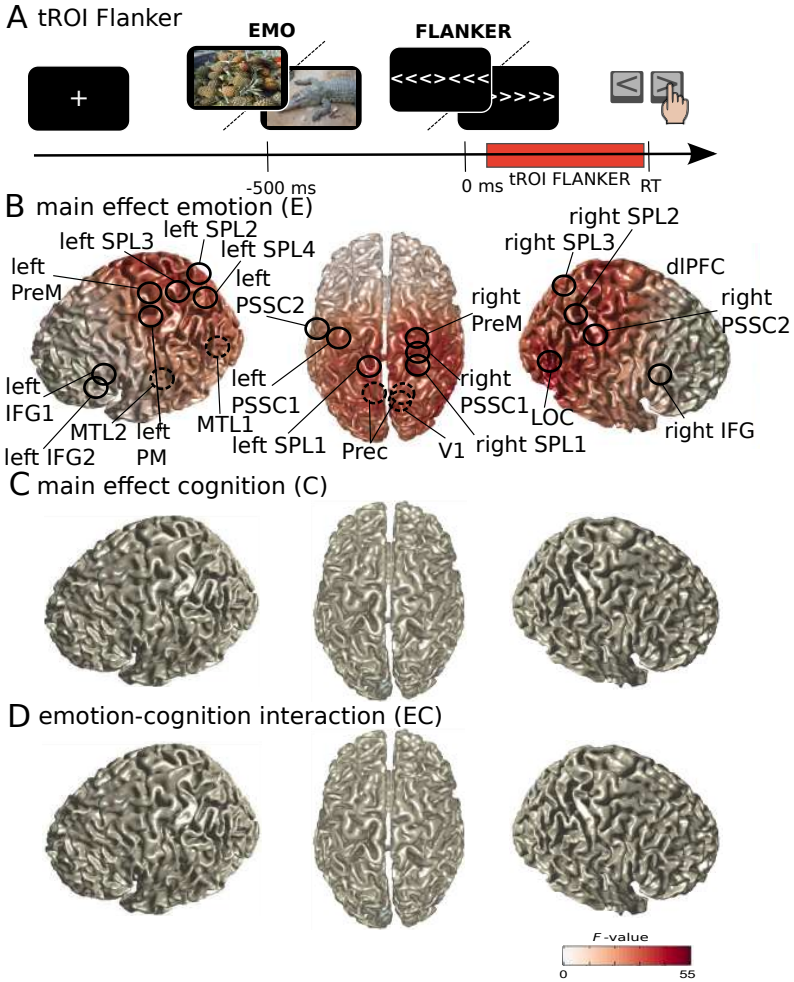 A tROI Flanker
EMO
FLANKER
+
<<<><<<
>>>>>
<
>
-500 ms
0 ms
tROI FLANKER
RT
B main effect emotion (E)
left SPL2
left SPL3
left SPL4
left
PreM
left
PSSC2
left
IFG1
MTL2
left
PM
MTL1
left IFG2
left
PSSC1
left SPL1
Prec
V1
right
PreM
right
PSSC1
right SPL1
right SPL2
right SPL3
dlPFC
right
PSSC2
LOC
right IFG
C main effect cognition (C)
D emotion-cognition interaction (EC)
F-value
0
55